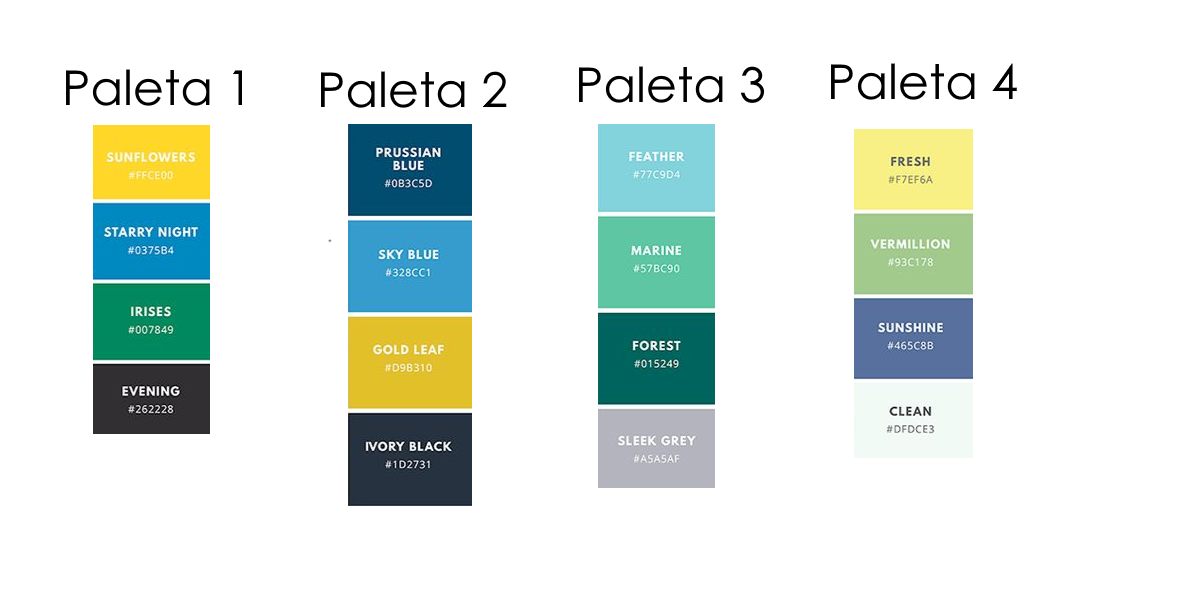 Paleta 1
SUNFLOWERS
#FFCE00
STARRY NIGHT
#0375B4
IRISES
#007849
EVENING
#262228
Paleta 2
PRUSSIAN
BLUE
#0B3C5D
SKY BLUE
#328CC1
GOLD LEAF
#D9B310
IVORY BLACK
#1D2731
Paleta 3
FEATHER
#77C9D4
MARINE
#57BC90
FOREST
#015249
SLEEK GREY
#A5A5AF
Paleta 4
FRESH
#F7EF6A
VERMILLION
#93C178
SUNSHINE
#465C8B
CLEAN
#DFDCE3